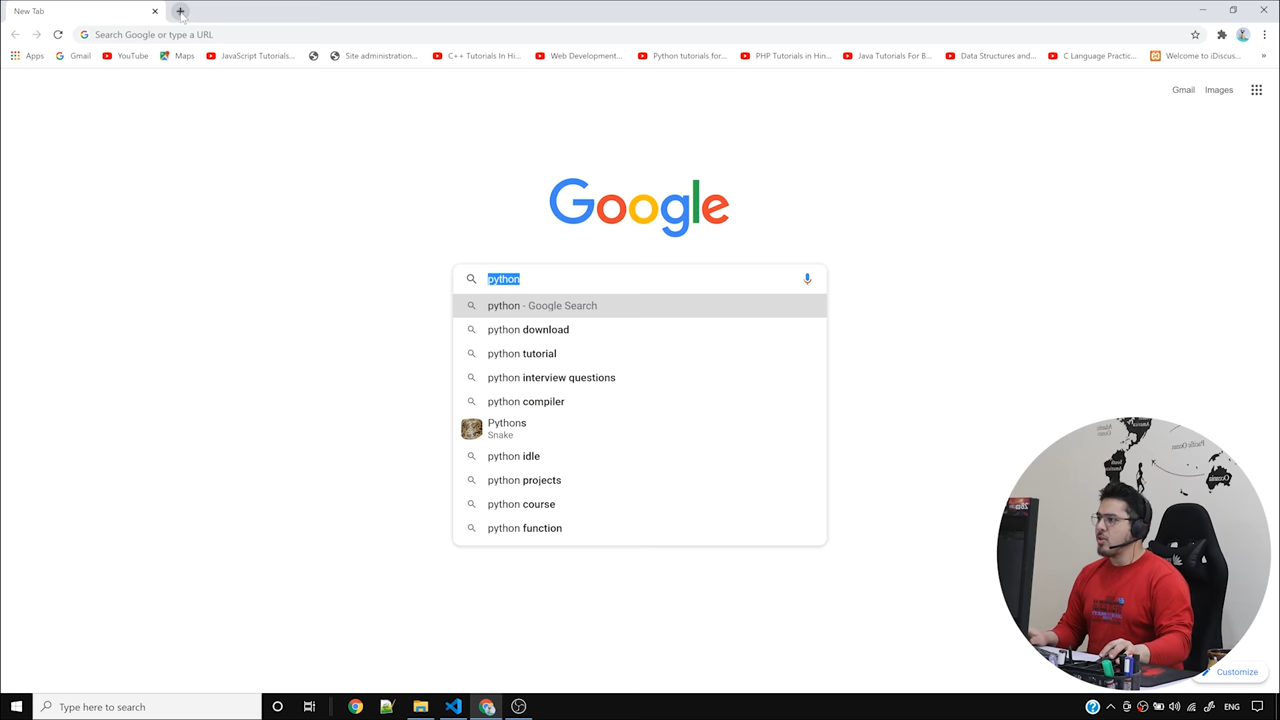 New Tab
Search Google or type a URL
Apps Gmail YouTube Maps JavaScript Tutorials... Site administration... C++ Tutorials In Hi... Web Development... Python tutorials for... PHP Tutorials in Hin... Java Tutorials For B... Data Structures and... C Language Practic... Welcome to iDiscus... »
Gmail Images
Google
python
python - Google Search
python download
python tutorial
python interview questions
python compiler
Pythons
Snake
python idle
python projects
python course
python function
Customize
Type here to search
ENG